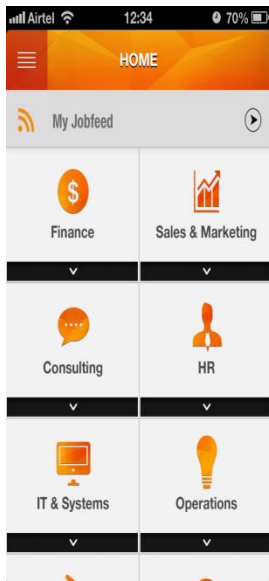 Airtel 12:34 70%
HOME
My Jobfeed
Finance Sales & Marketing
Consulting HR
IT & Systems Operations